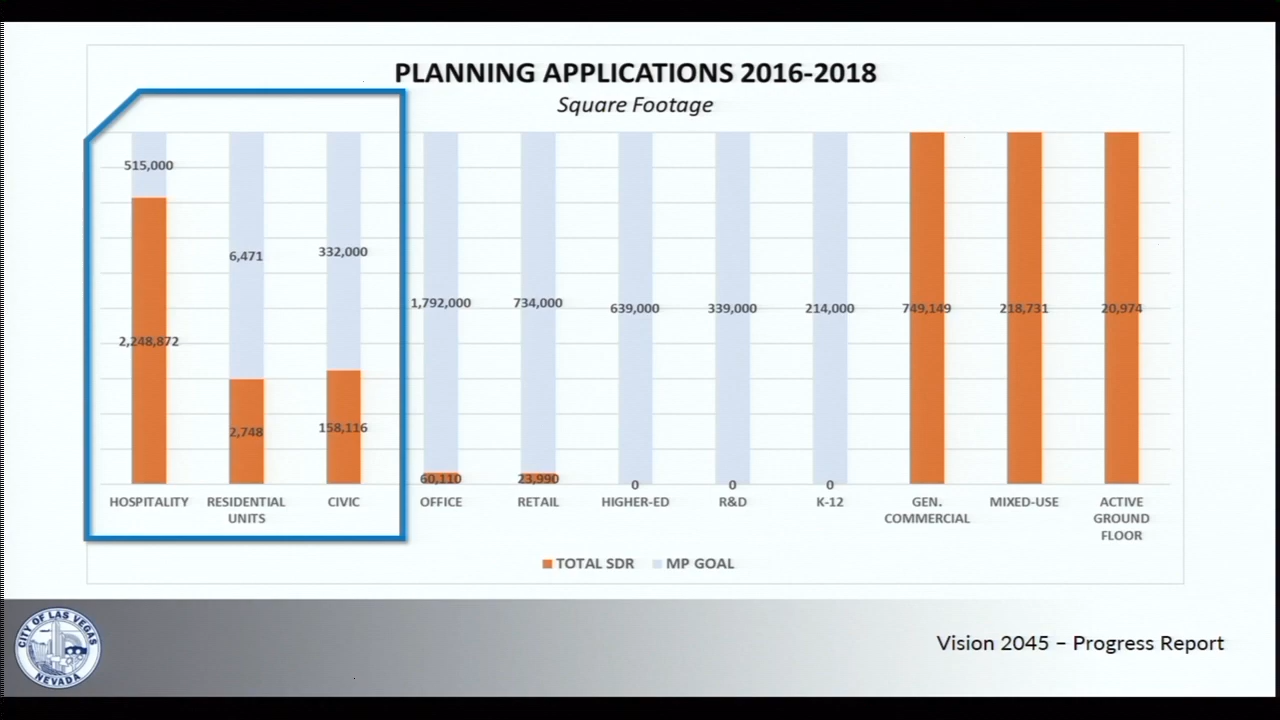 PLANNING APPLICATIONS 2016-2018
Square Footage
515,000
2,248,872
6,471
2,748
332,000
158,116
1,792,000
60,110
734,000
23,990
639,000
0
339,000
0
214,000
0
749,149
218,731
20,974
HOSPITALITY
RESIDENTIAL
UNITS
CIVIC
OFFICE
RETAIL
HIGHER-ED
R&D
K-12
GEN.
COMMERCIAL
MIXED-USE
ACTIVE
GROUND
FLOOR
TOTAL SDR
MP GOAL
CITY OF LAS VEGAS
NEVADA
Vision 2045 – Progress Report